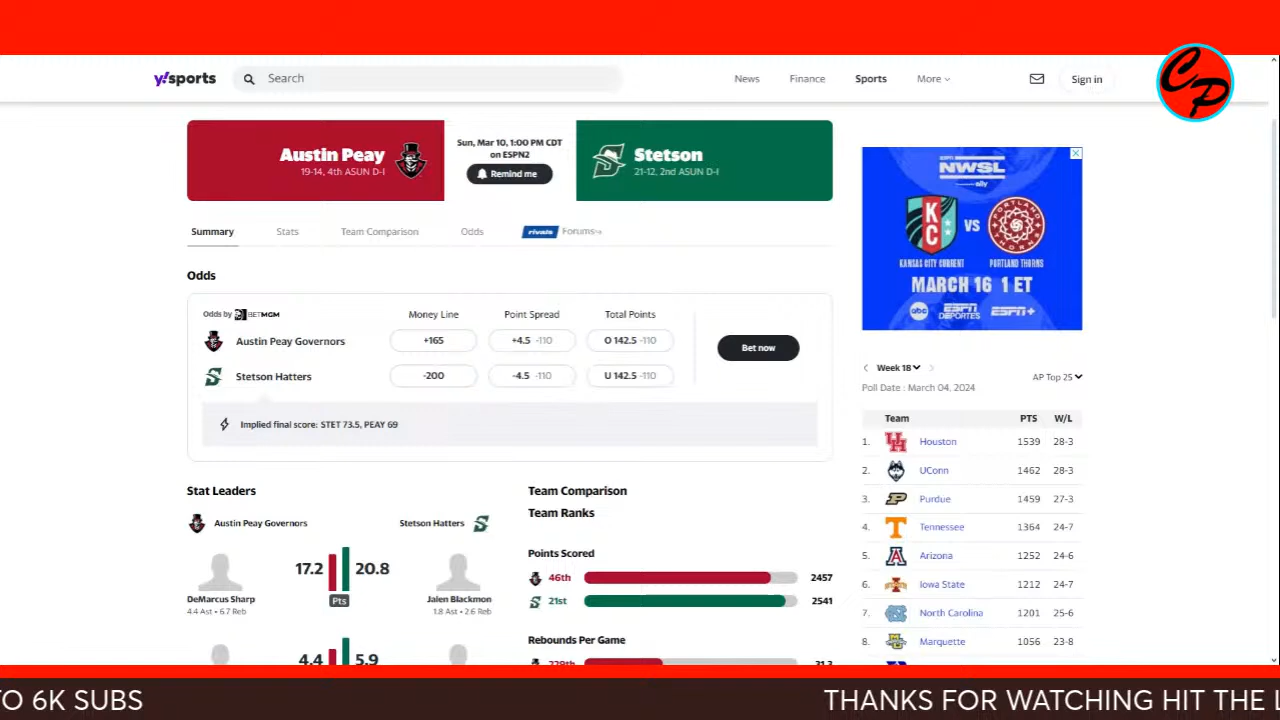 y!sports
Search
News
Finance
Sports
More
Sign in
CP
Austin Peay
19-14, 4th ASUN D-I
Sun, Mar 10, 1:00 PM CDT
on ESPN2
Remind me
Stetson
21-12, 2nd ASUN D-I
Summary
Stats
Team Comparison
Odds
rivals Forums
Odds
Odds by BETMGM
Money Line
Point Spread
Total Points
Austin Peay Governors
+165
+4.5 -110
O 142.5 -110
Stetson Hatters
-200
-4.5 -110
U 142.5 -110
Bet now
Implied final score: STET 73.5, PEAY 69
Stat Leaders
Austin Peay Governors
Stetson Hatters
17.2
20.8
Pts
DeMarcus Sharp
4.4 Ast • 6.7 Reb
Jalen Blackmon
1.8 Ast • 2.6 Reb
4.4
5.9
Team Comparison
Team Ranks
Points Scored
46th
2457
21st
2541
Rebounds Per Game
ESPN
NWSL
ally
KC
VS
PORTLAND THORNS
KANSAS CITY CURRENT
PORTLAND THORNS
MARCH 16 1 ET
abc
ESPN DEPORTES
ESPN+
Week 18
AP Top 25
Poll Date : March 04, 2024
Team PTS W/L
1. Houston 1539 28-3
2. UConn 1462 28-3
3. Purdue 1459 27-3
4. Tennessee 1364 24-7
5. Arizona 1252 24-6
6. Iowa State 1212 24-7
7. North Carolina 1201 25-6
8. Marquette 1056 23-8
TO 6K SUBS
THANKS FOR WATCHING HIT THE